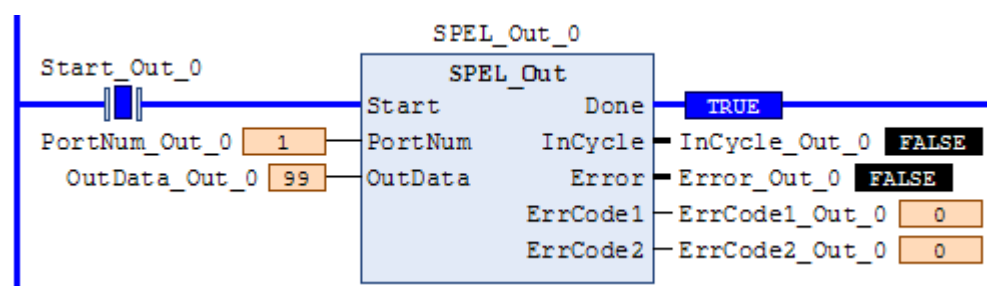 SPEL_Out_0
Start_Out_0 SPEL_Out
Start Done TRUE
PortNum_Out_0 1 PortNum InCycle InCycle_Out_0 FALSE
OutData_Out_0 99 OutData Error Error_Out_0 FALSE
ErrCode1 ErrCode1_Out_0 0
ErrCode2 ErrCode2_Out_0 0